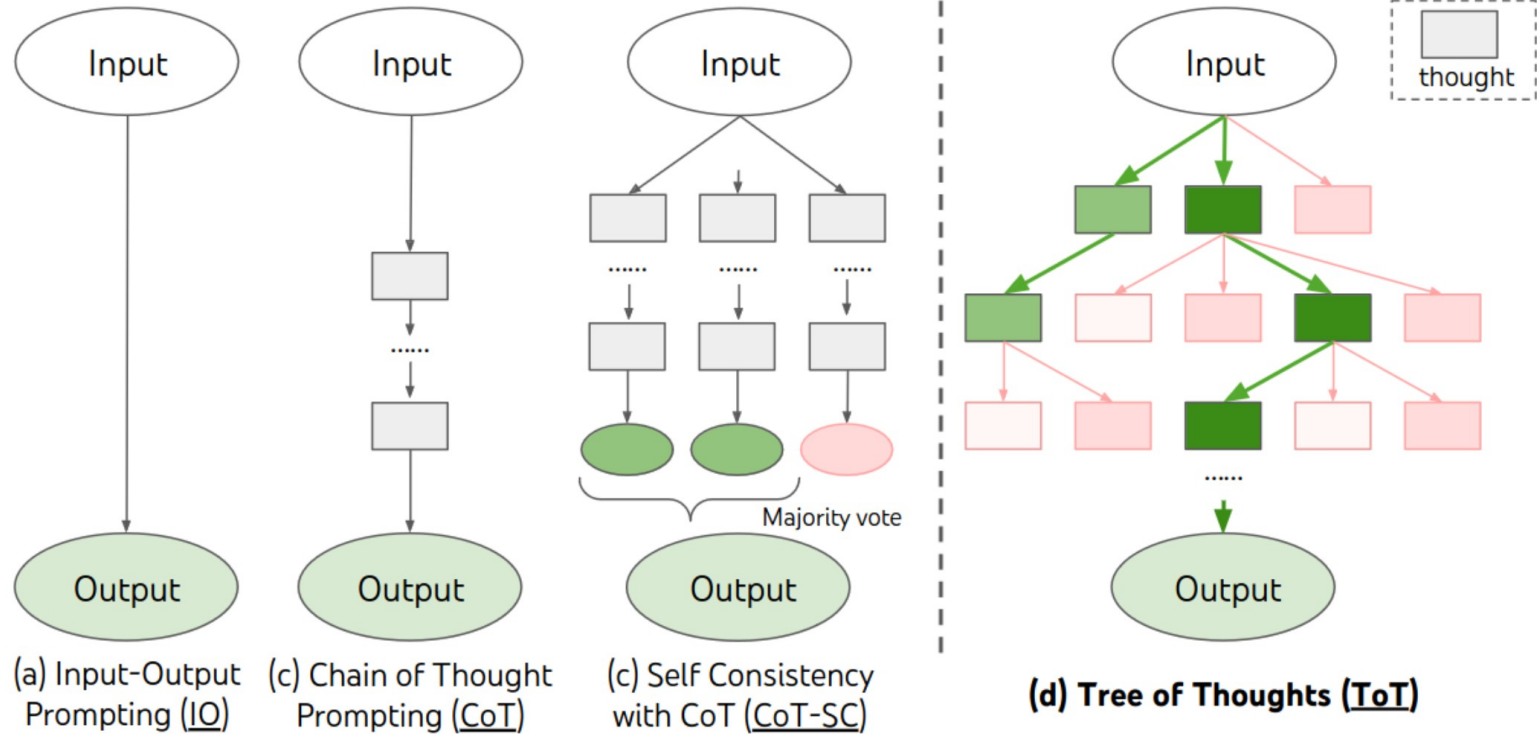 Input
Output
(a) Input-Output
Prompting (IO)
Input
......
Output
(c) Chain of Thought
Prompting (CoT)
Input
......
......
......
Majority vote
Output
(c) Self Consistency
with CoT (CoT-SC)
Input
thought
......
Output
(d) Tree of Thoughts (ToT)